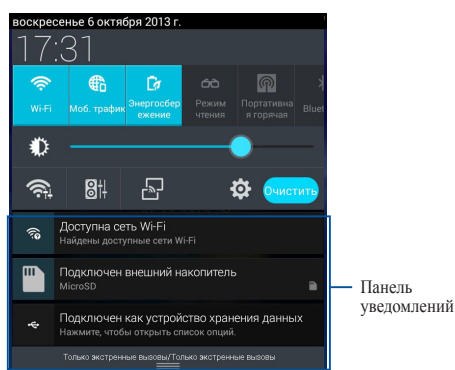 воскресенье 6 октября 2013 г.
17:31
Wi-Fi
Моб. трафик
Энергосбер
ежение
Режим
чтения
Портативна
я горячая
Bluet
Очистить
Доступна сеть Wi-Fi
Найдены доступные сети Wi-Fi
Подключен внешний накопитель
MicroSD
Подключен как устройство хранения данных
Нажмите, чтобы открыть список опций.
Только экстренные вызовы/Только экстренные вызовы
Панель
уведомлений